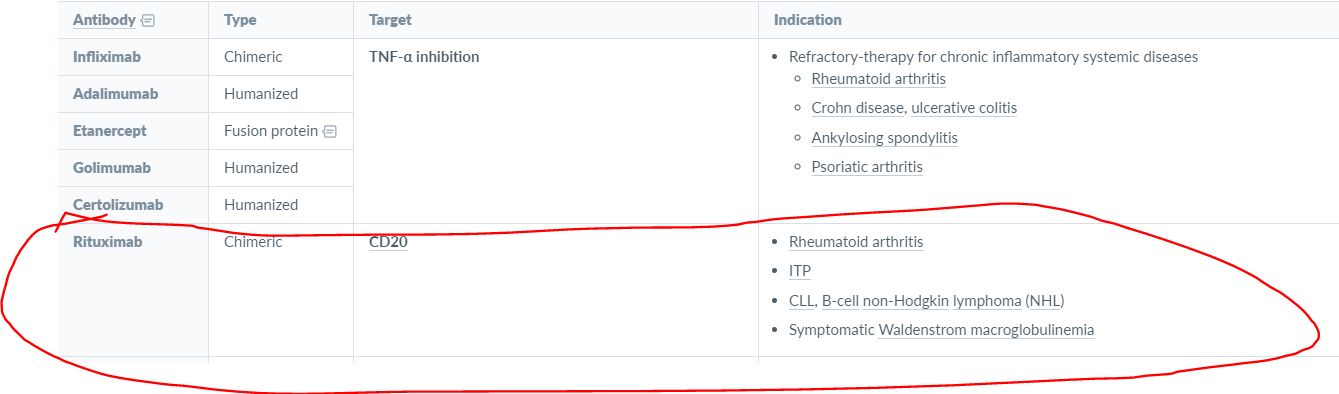 Antibody Type Target Indication
Infliximab Chimeric TNF-α inhibition • Refractory-therapy for chronic inflammatory systemic diseases
Rheumatoid arthritis
Adalimumab Humanized
Crohn disease, ulcerative colitis
Etanercept Fusion protein
Ankylosing spondylitis
Golimumab Humanized
Psoriatic arthritis
Certolizumab Humanized
Rituximab Chimeric CD20 • Rheumatoid arthritis
• ITP
• CLL, B-cell non-Hodgkin lymphoma (NHL)
• Symptomatic Waldenstrom macroglobulinemia